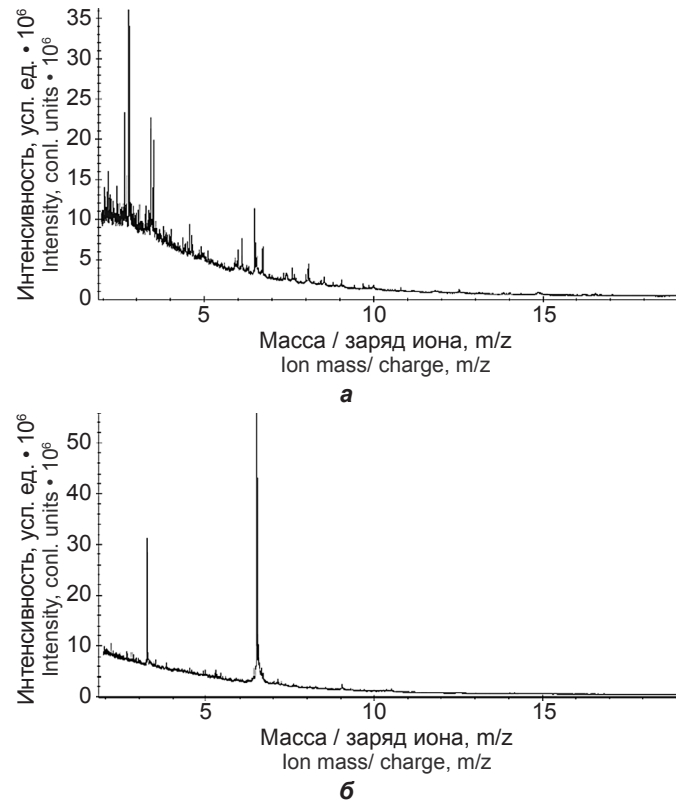 Интенсивность, усл. ед. • 10⁶
Intensity, conl. units • 10⁶
35
30
25
20
15
10
5
0
5
10
15
Масса / заряд иона, m/z
Ion mass/ charge, m/z
а
Интенсивность, усл. ед. • 10⁶
Intensity, conl. units • 10⁶
50
40
30
20
10
0
5
10
15
Масса / заряд иона, m/z
Ion mass/ charge, m/z
б